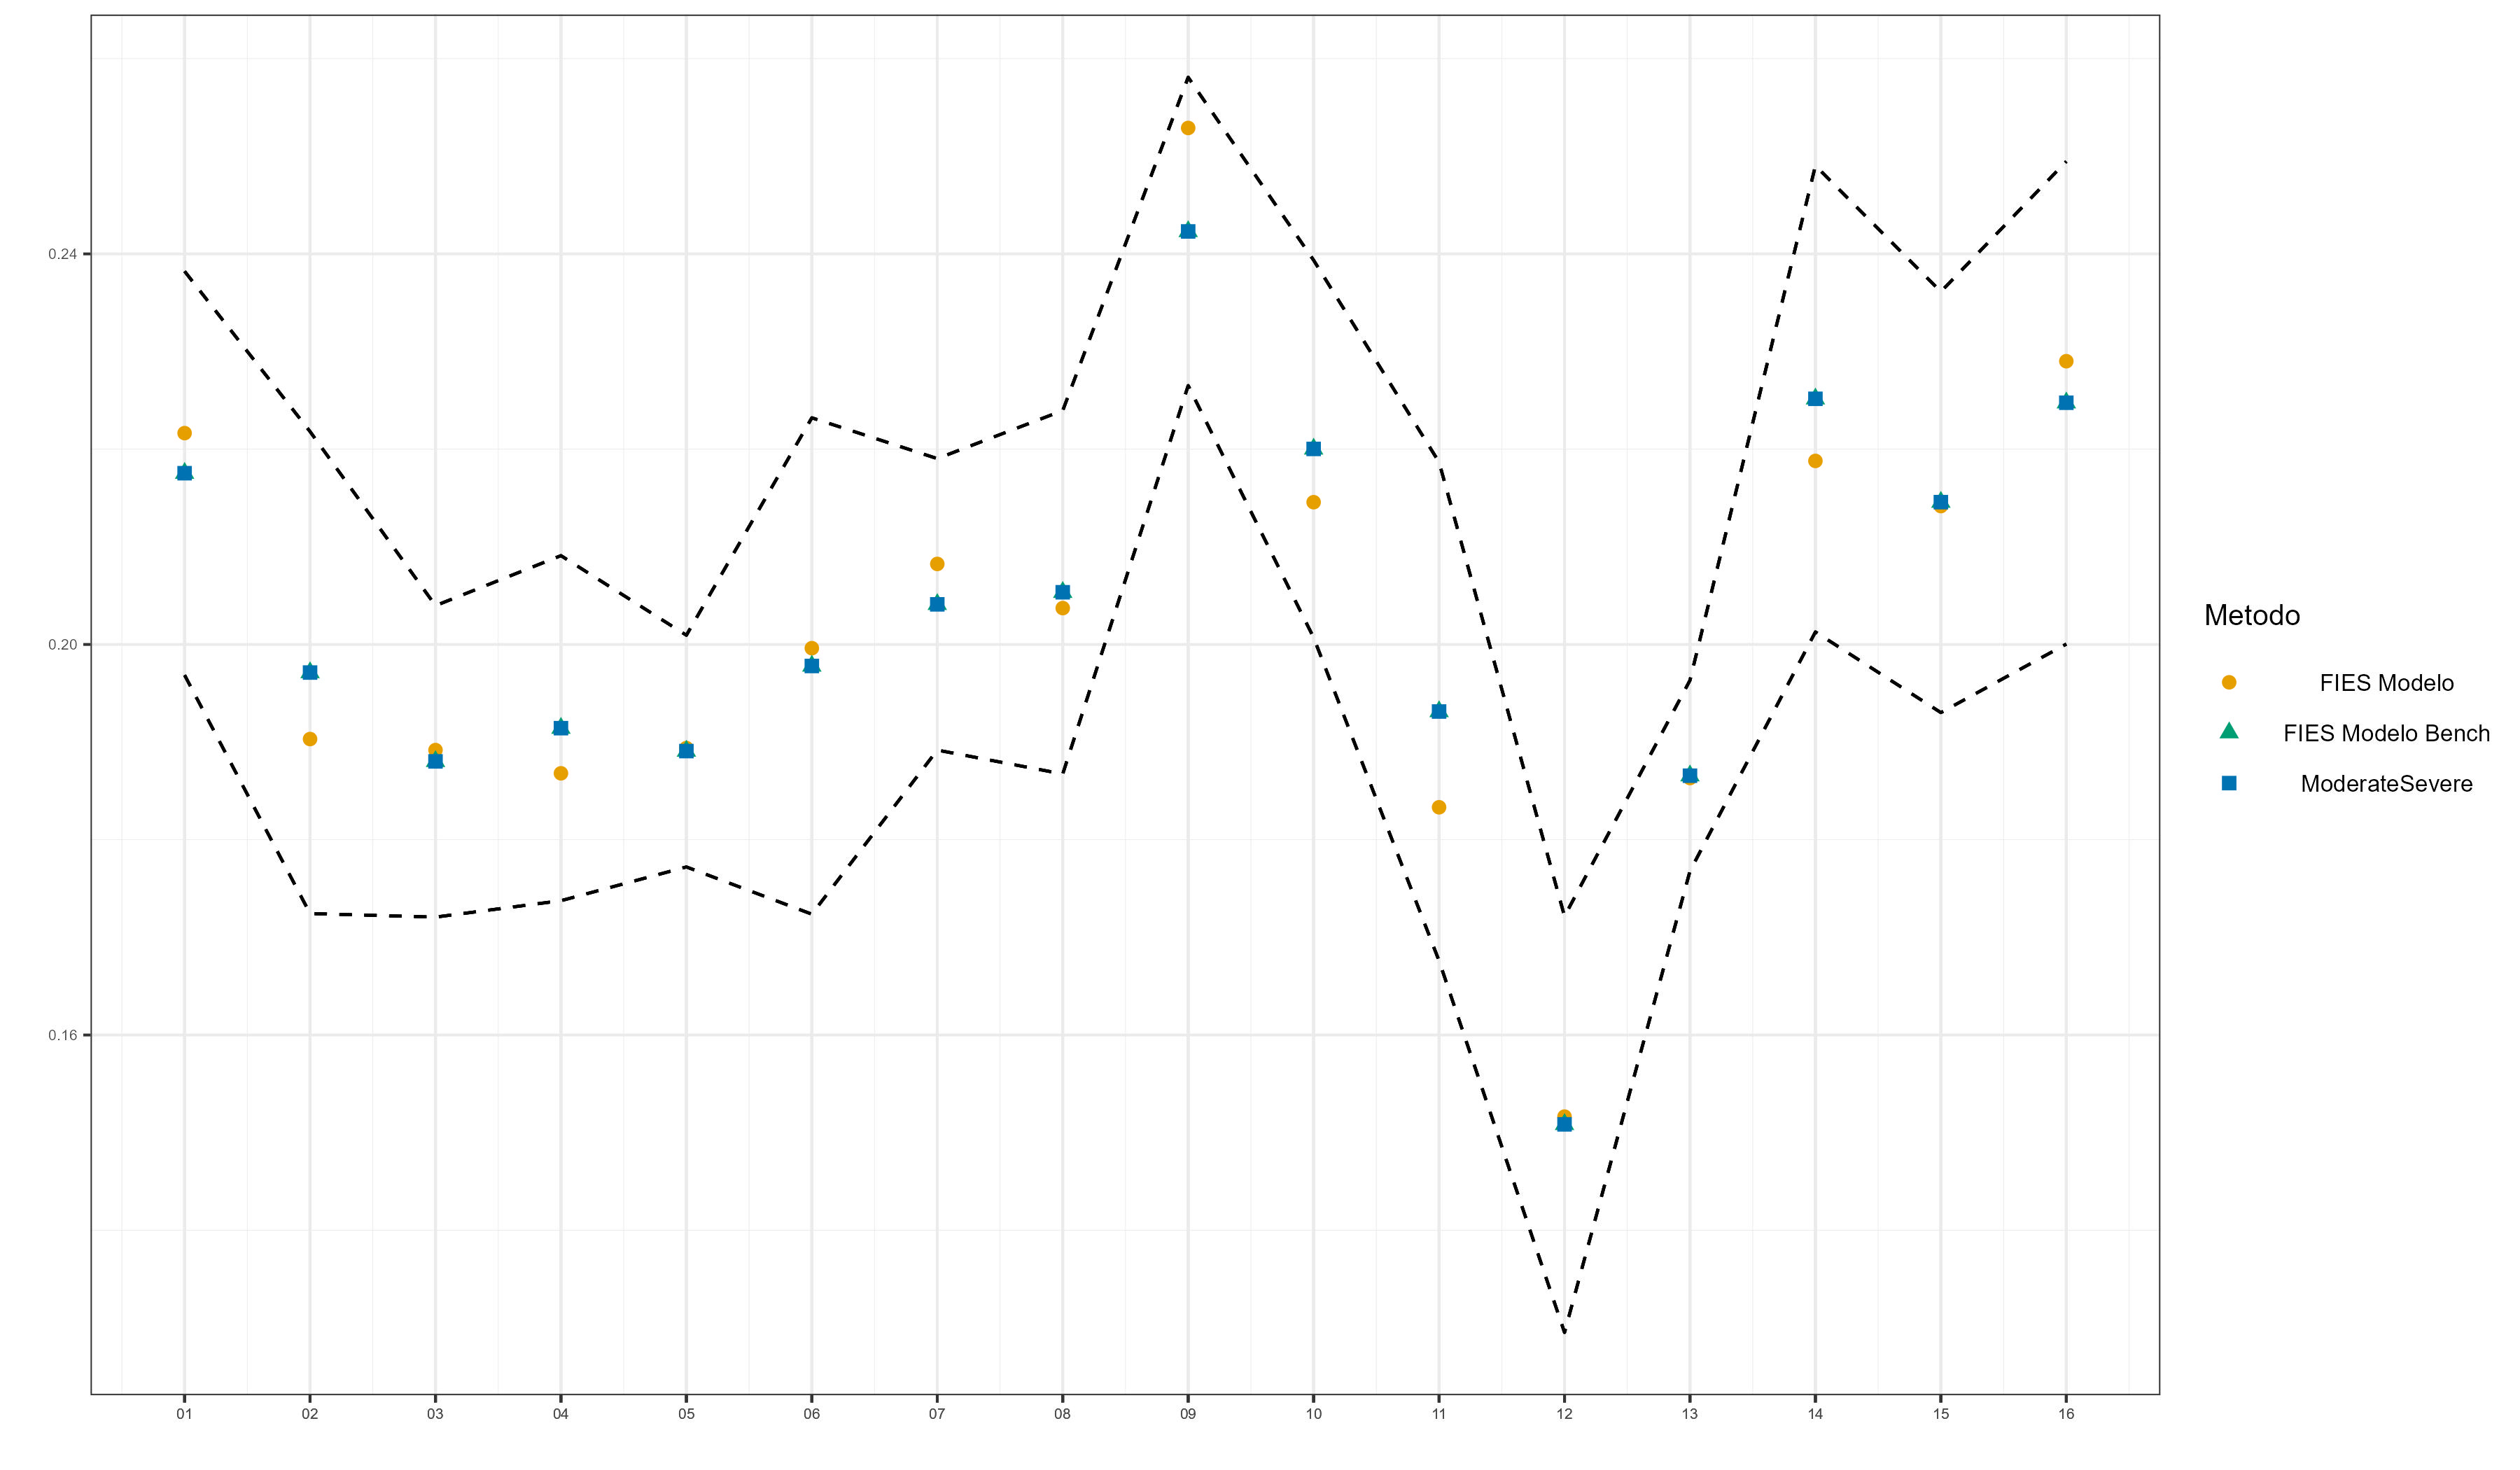 0.24
0.20
0.16
01 02 03 04 05 06 07 08 09 10 11 12 13 14 15 16
Metodo
FIES Modelo
FIES Modelo Bench
ModerateSevere